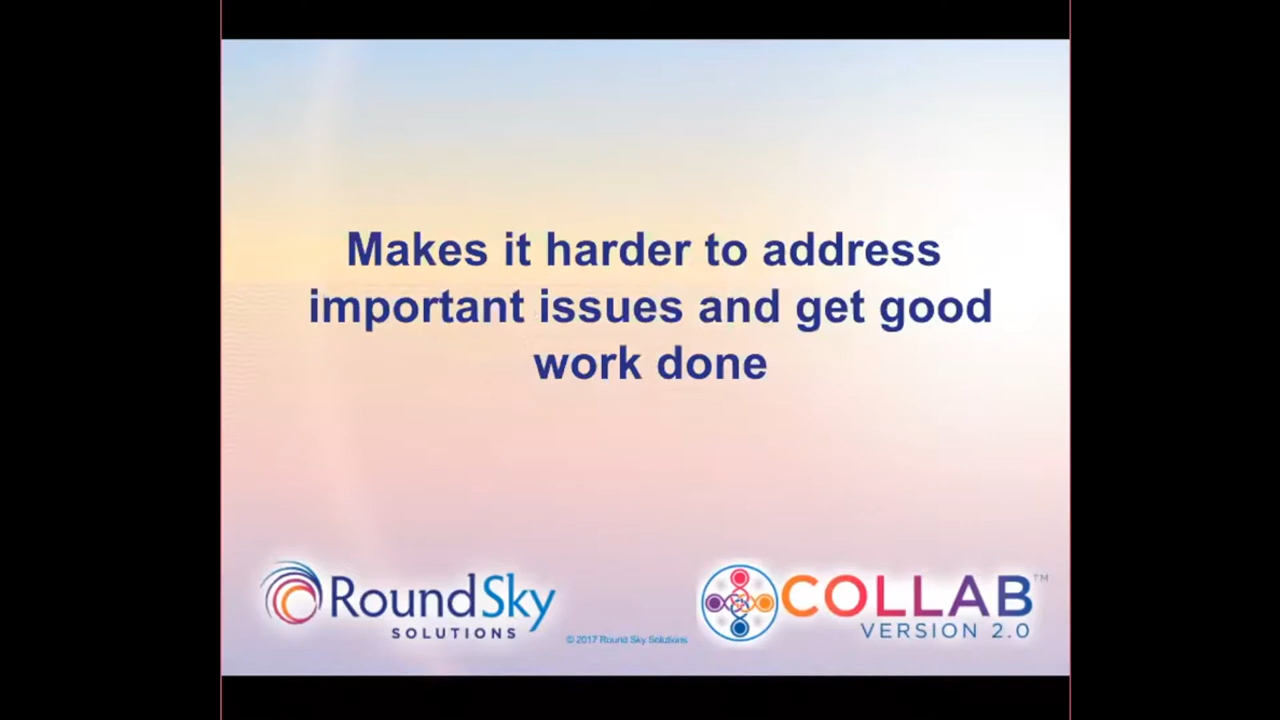 Makes it harder to address
important issues and get good
work done
RoundSky
SOLUTIONS
© 2017 Round Sky Solutions
COLLAB™
VERSION 2.0